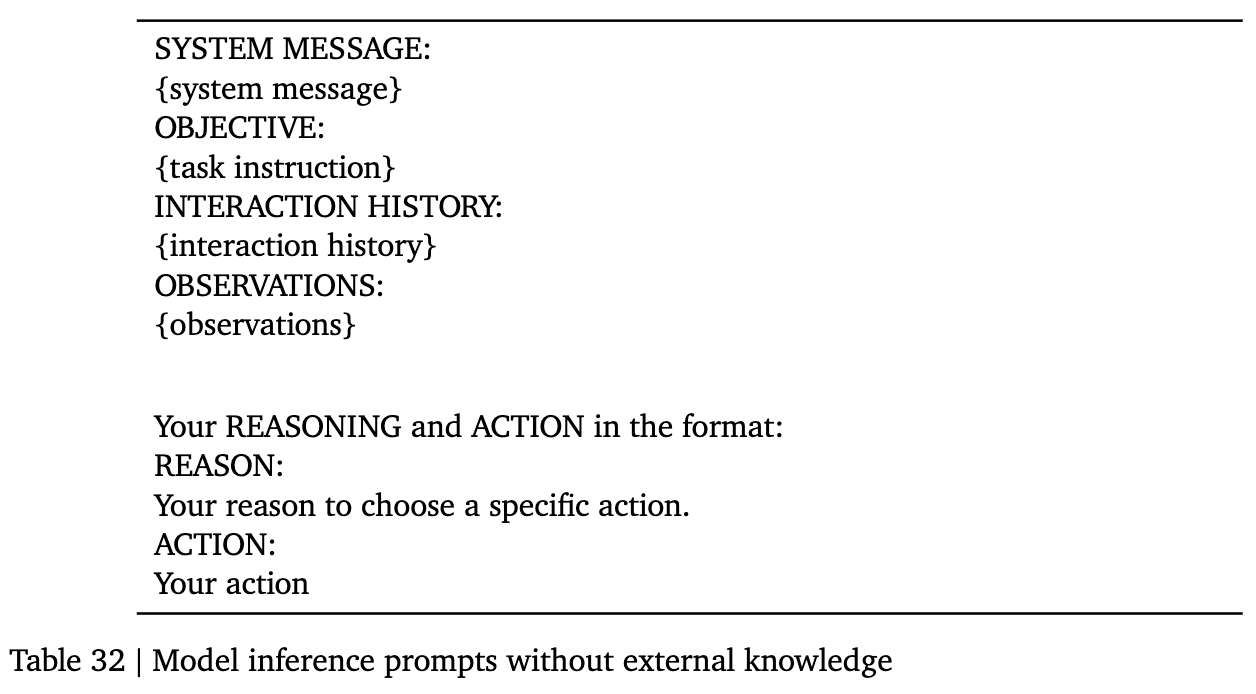 SYSTEM MESSAGE:
{system message}
OBJECTIVE:
{task instruction}
INTERACTION HISTORY:
{interaction history}
OBSERVATIONS:
{observations}
Your REASONING and ACTION in the format:
REASON:
Your reason to choose a specific action.
ACTION:
Your action
Table 32 | Model inference prompts without external knowledge